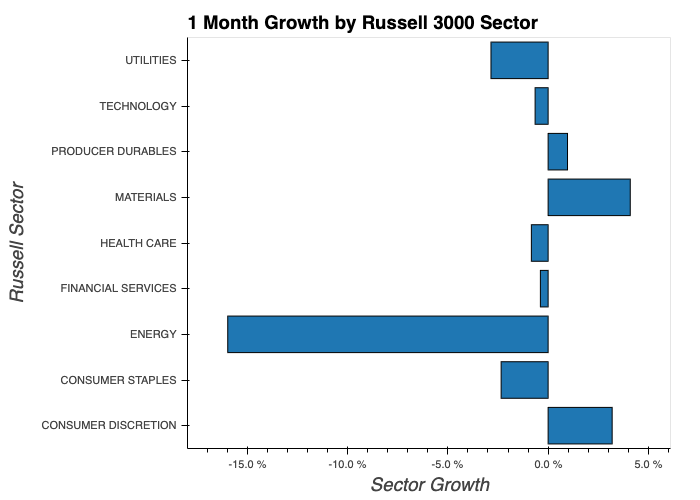 1 Month Growth by Russell 3000 Sector
UTILITIES
TECHNOLOGY
PRODUCER DURABLES
MATERIALS
HEALTH CARE
FINANCIAL SERVICES
ENERGY
CONSUMER STAPLES
CONSUMER DISCRETION
Russell Sector
-15.0 % -10.0 % -5.0 % 0.0 % 5.0 %
Sector Growth